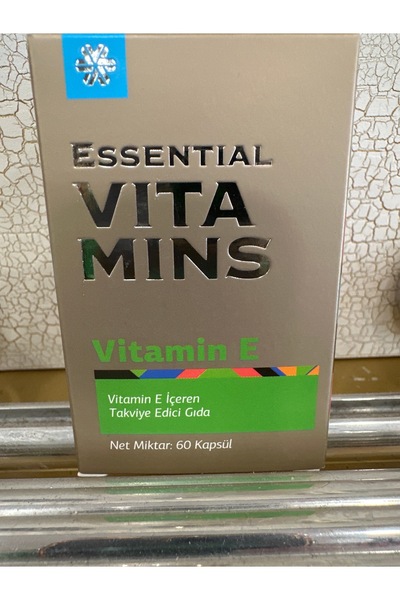 ESSENTIAL
VITA
MINS
Vitamin E
Vitamin E İçeren
Takviye Edici Gıda
Net Miktar: 60 Kapsül